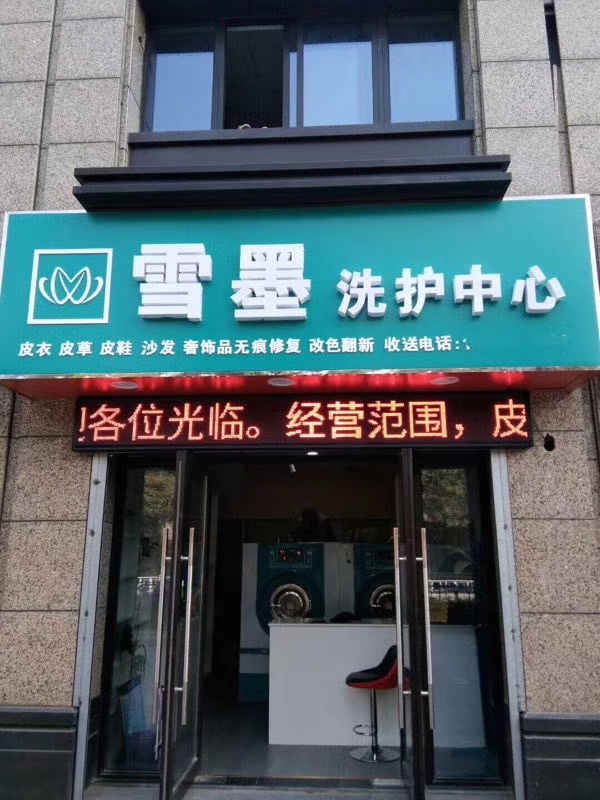 雪墨 洗护中心
皮衣 皮草 皮鞋 沙发 奢饰品无痕修复 改色翻新 收送电话:
各位光临。经营范围，皮